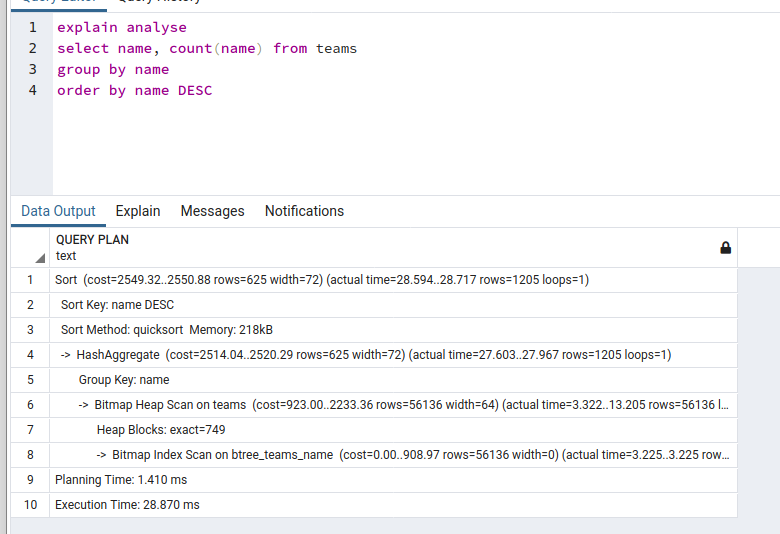 1 explain analyse
2 select name, count(name) from teams
3 group by name
4 order by name DESC
Data Output Explain Messages Notifications
QUERY PLAN
text
1 Sort (cost=2549.32..2550.88 rows=625 width=72) (actual time=28.594..28.717 rows=1205 loops=1)
2 Sort Key: name DESC
3 Sort Method: quicksort Memory: 218kB
4 -> HashAggregate (cost=2514.04..2520.29 rows=625 width=72) (actual time=27.603..27.967 rows=1205 loops=1)
5 Group Key: name
6 -> Bitmap Heap Scan on teams (cost=923.00..2233.36 rows=56136 width=64) (actual time=3.322..13.205 rows=56136 l…
7 Heap Blocks: exact=749
8 -> Bitmap Index Scan on btree_teams_name (cost=0.00..908.97 rows=56136 width=0) (actual time=3.225..3.225 row…
9 Planning Time: 1.410 ms
10 Execution Time: 28.870 ms